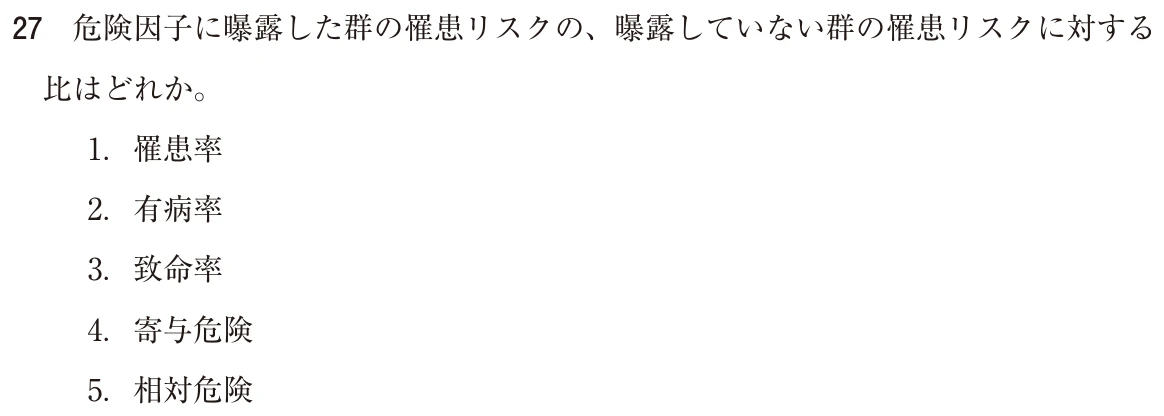 27 危険因子に曝露した群の罹患リスクの、曝露していない群の罹患リスクに対する
比はどれか。
1. 罹患率
2. 有病率
3. 致命率
4. 寄与危険
5. 相対危険